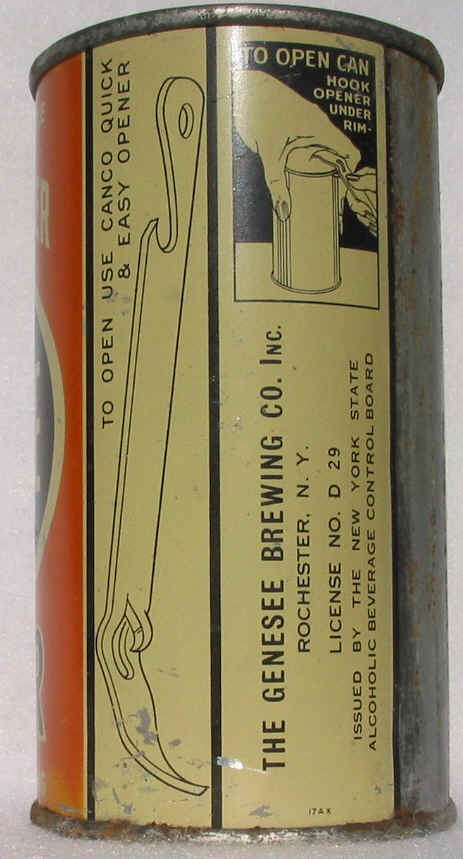 TO OPEN USE CANCO QUICK
& EASY OPENER
TO OPEN CAN
HOOK
OPENER
UNDER
RIM-
THE GENESEE BREWING CO. INC.
ROCHESTER, N. Y.
LICENSE NO. D 29
ISSUED BY THE NEW YORK STATE
ALCOHOLIC BEVERAGE CONTROL BOARD
17AX